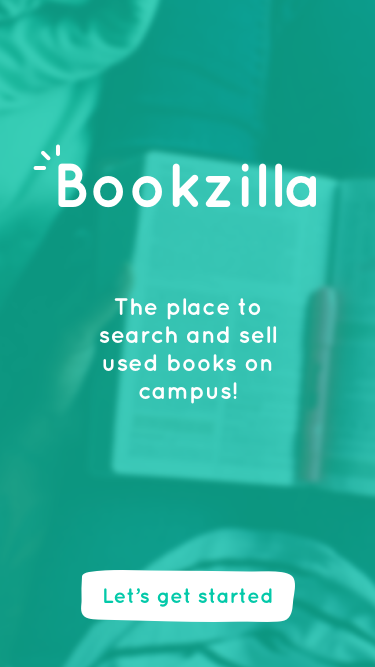 Bookzilla
The place to
search and sell
used books on
campus!
Let's get started